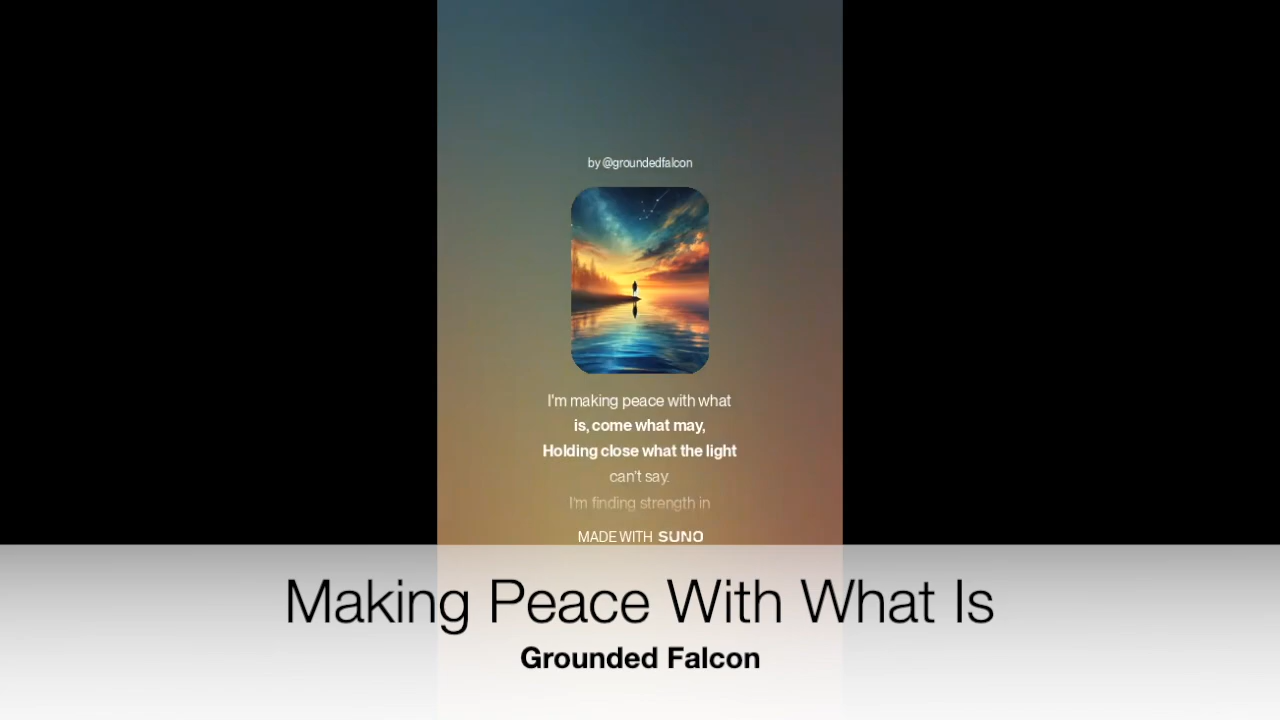 by @groundedfalcon
I'm making peace with what
is, come what may,
Holding close what the light
can't say.
I'm finding strength in
MADE WITH SUNO
Making Peace With What Is
Grounded Falcon